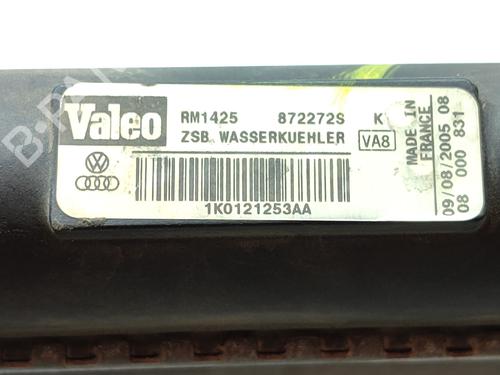 Valeo
RM1425 872272S K
ZSB WASSERKUEHLER VA8
1K0121253AA
MADE IN
FRANCE
09/08/2005 08
08 000 831
B-PARTS